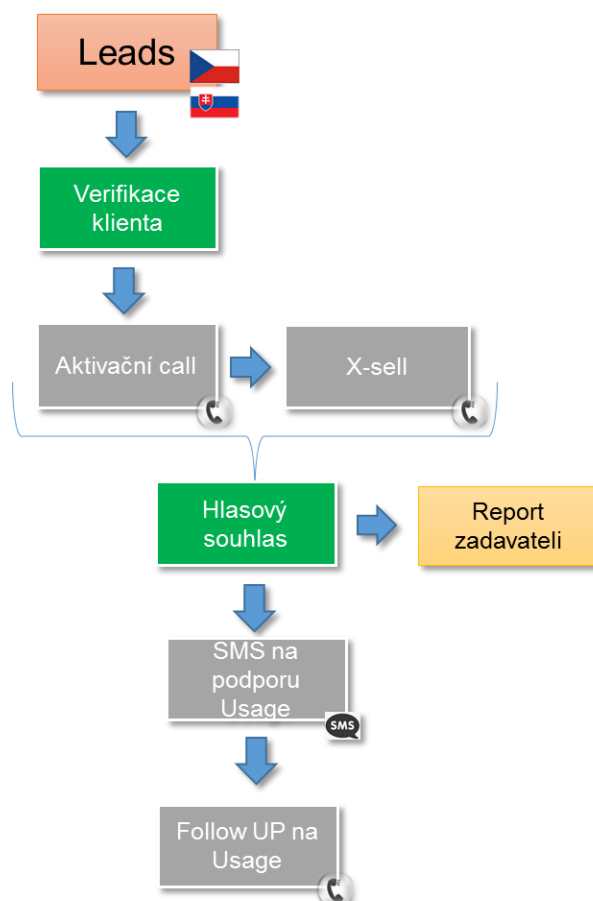 Leads
Verifikace
klienta
Aktivační call
X-sell
Hlasový
souhlas
Report
zadavateli
SMS na
podporu
Usage
SMS
Follow UP na
Usage